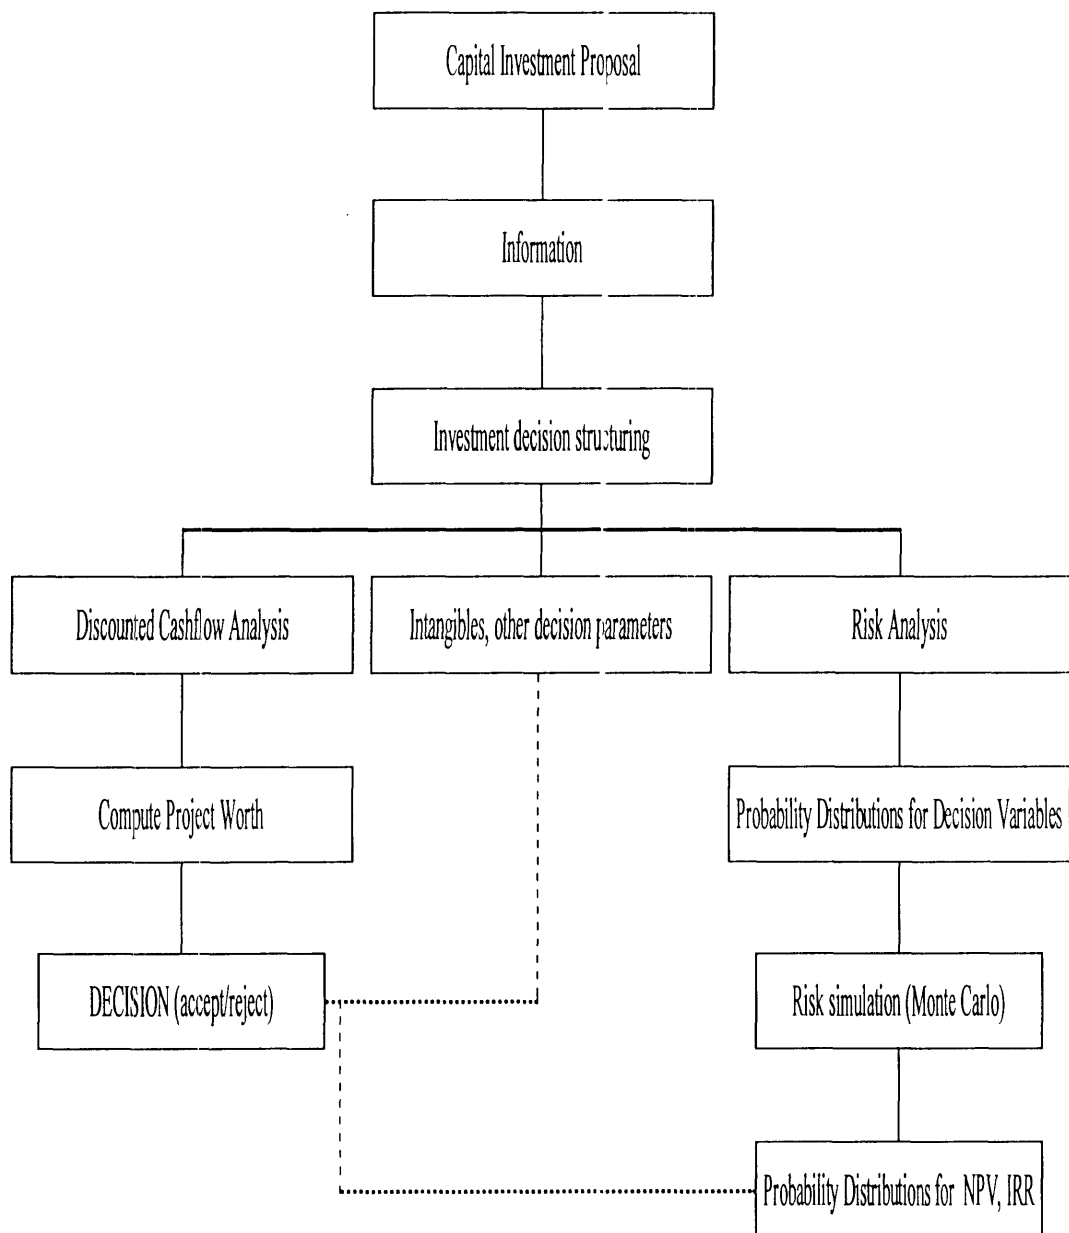 Capital Investment Proposal
Information
Investment decision structuring
Discounted Cashflow Analysis
Intangibles, other decision parameters
Risk Analysis
Compute Project Worth
Probability Distributions for Decision Variables
DECISION (accept/reject)
Risk simulation (Monte Carlo)
Probability Distributions for NPV, IRR